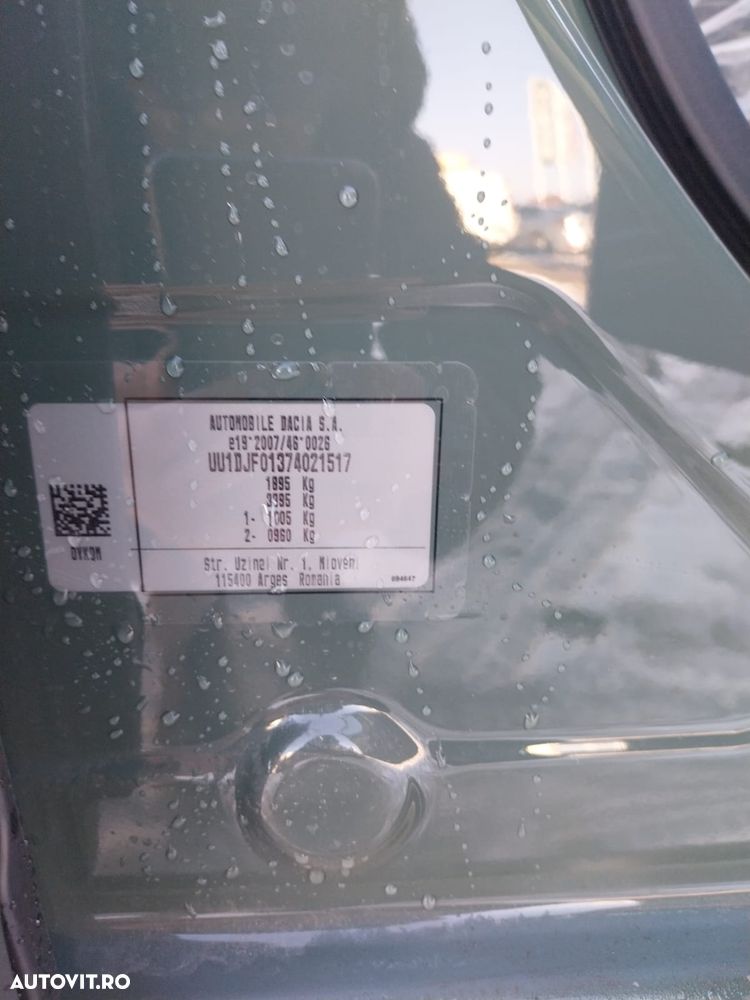 AUTOMOBILE DACIA S.A.
e19*2007/46*0026
UU1DJF01374021517
1895 Kg
3395 Kg
1- 1005 Kg
2- 0960 Kg
Str. Uzinei Nr. 1, Mioveni
115400 Arges Romania
094647
AUTOVIT.RO